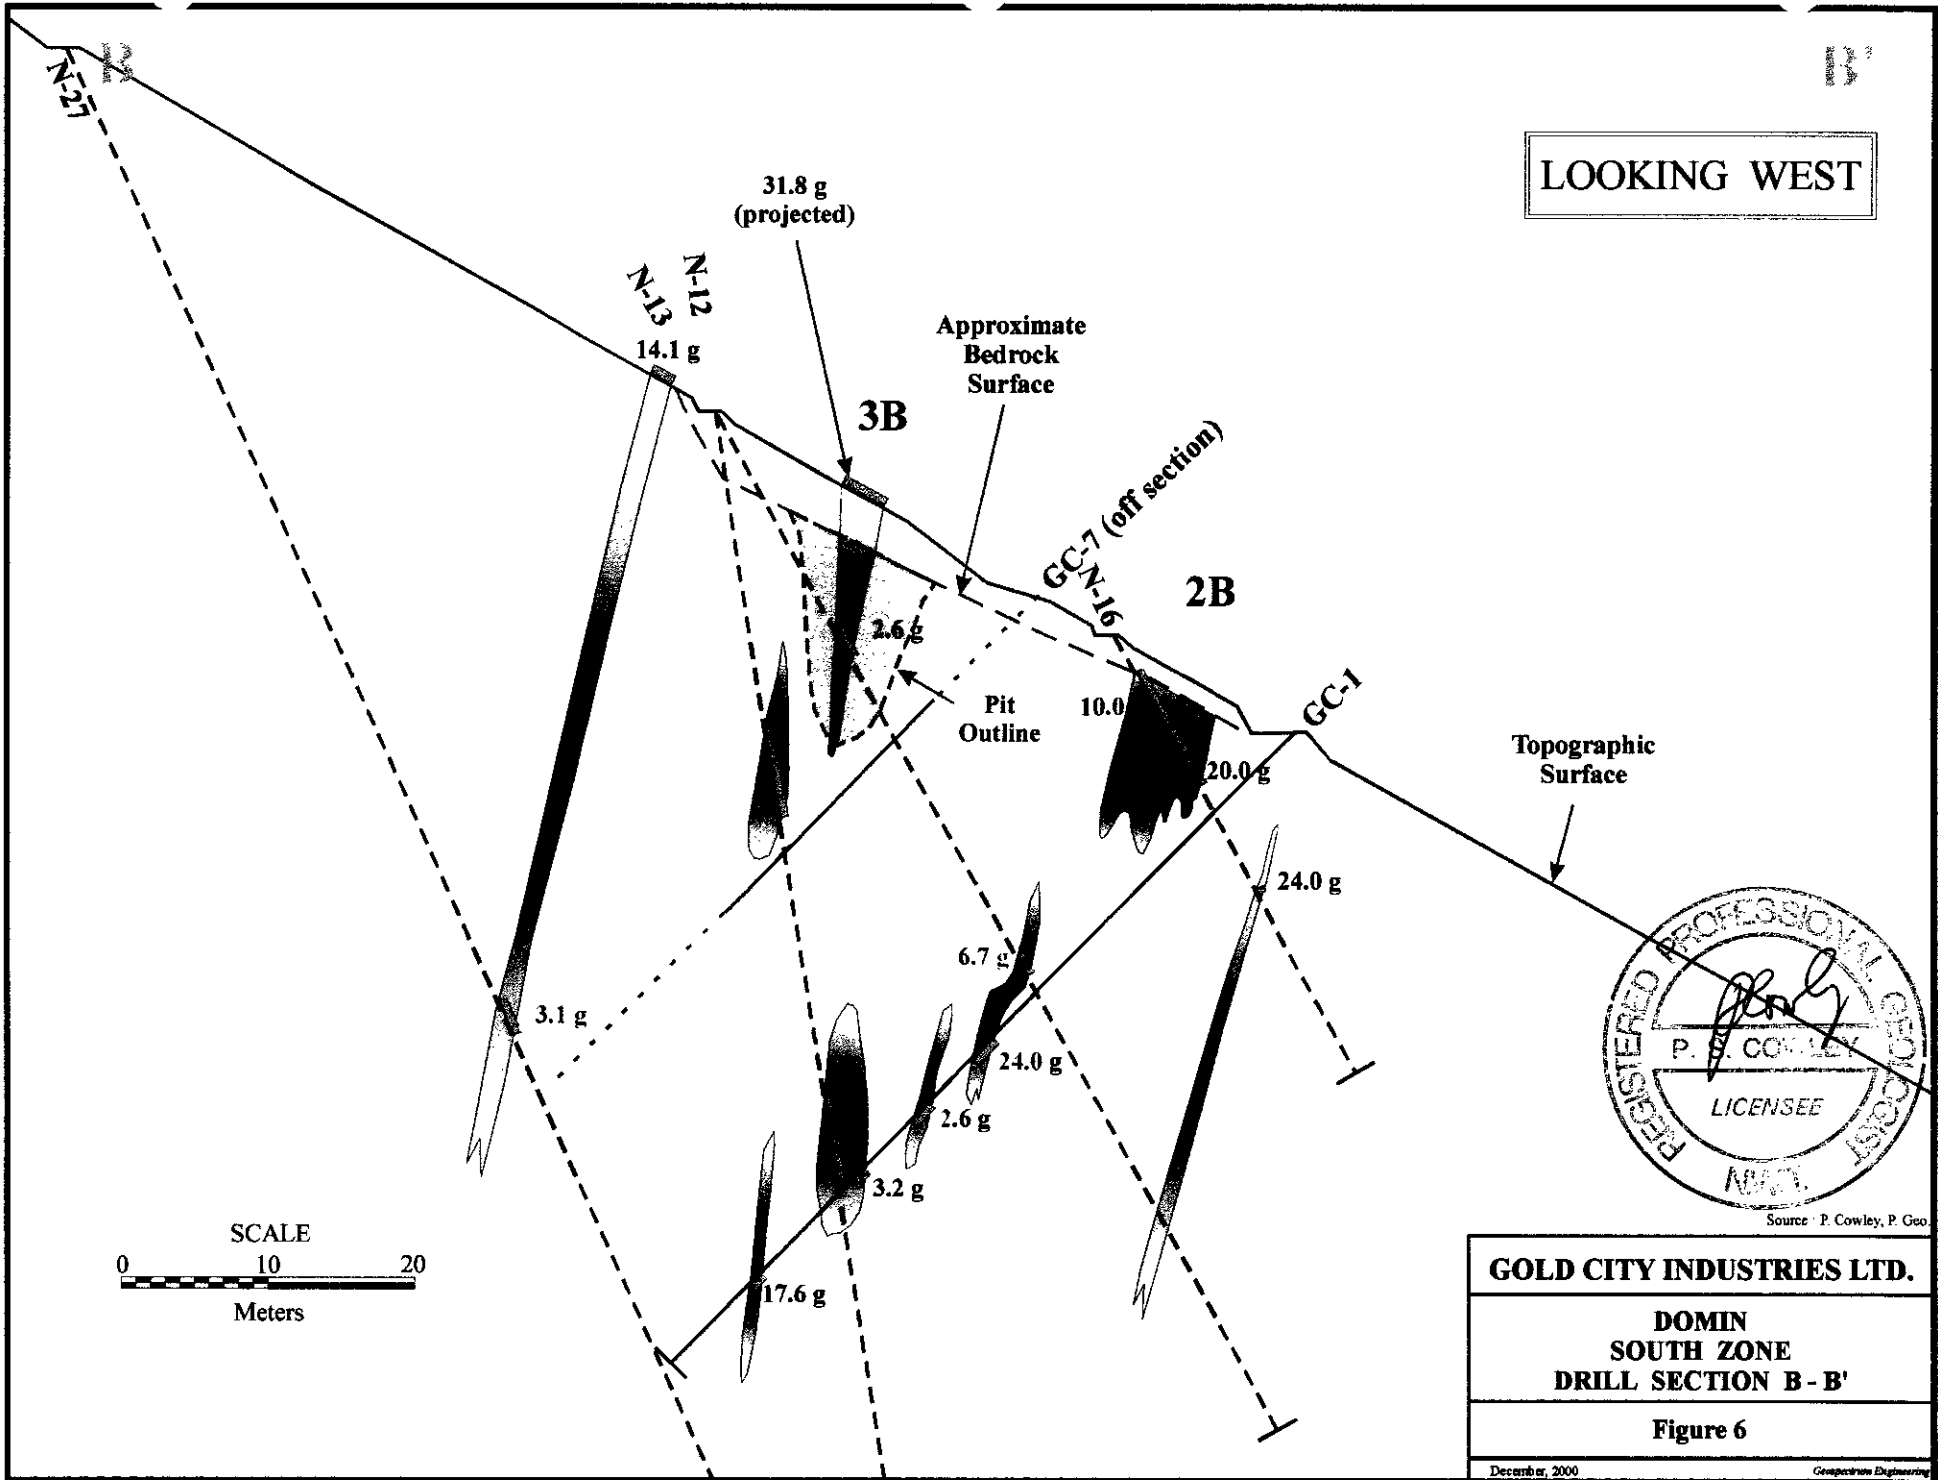 B
B'
N-27
LOOKING WEST
31.8 g
(projected)
N-13
N-12
14.1 g
Approximate
Bedrock
Surface
3B
GC-7 (off section)
N-16
2B
2.6 g
Pit
Outline
10.0
GC-1
20.0 g
Topographic
Surface
24.0 g
6.7 g
3.1 g
24.0 g
2.6 g
3.2 g
17.6 g
SCALE
0 10 20
Meters
REGISTERED PROFESSIONAL GEOLOGIST
P. S. COWLEY
LICENSEE
Source : P. Cowley, P. Geo.
GOLD CITY INDUSTRIES LTD.
DOMIN
SOUTH ZONE
DRILL SECTION B - B'
Figure 6
December, 2000
Geospectrum Engineering